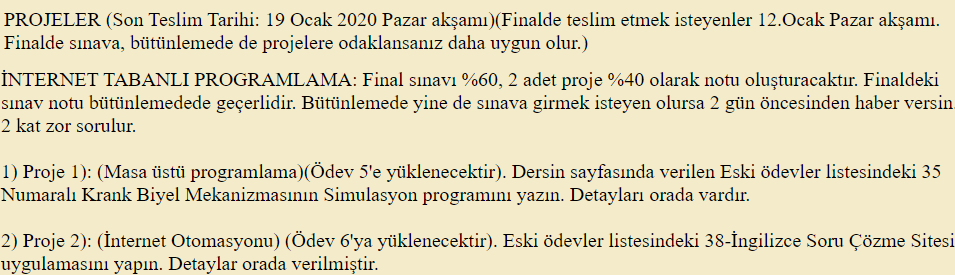 PROJELER (Son Teslim Tarihi: 19 Ocak 2020 Pazar akşamı)(Finalde teslim etmek isteyenler 12.Ocak Pazar akşamı.
Finalde sınava, bütünlemede de projelere odaklansanız daha uygun olur.)
İNTERNET TABANLI PROGRAMLAMA: Final sınavı %60, 2 adet proje %40 olarak notu oluşturacaktır. Finaldeki
sınav notu bütünlemedede geçerlidir. Bütünlemede yine de sınava girmek isteyen olursa 2 gün öncesinden haber versin.
2 kat zor sorulur.
1) Proje 1): (Masa üstü programlama)(Ödev 5'e yüklenecektir). Dersin sayfasında verilen Eski ödevler listesindeki 35
Numaralı Krank Biyel Mekanizmasının Simulasyon programını yazın. Detayları orada vardır.
2) Proje 2): (İnternet Otomasyonu) (Ödev 6'ya yüklenecektir). Eski ödevler listesindeki 38-İngilizce Soru Çözme Sitesi
uygulamasını yapın. Detaylar orada verilmiştir.